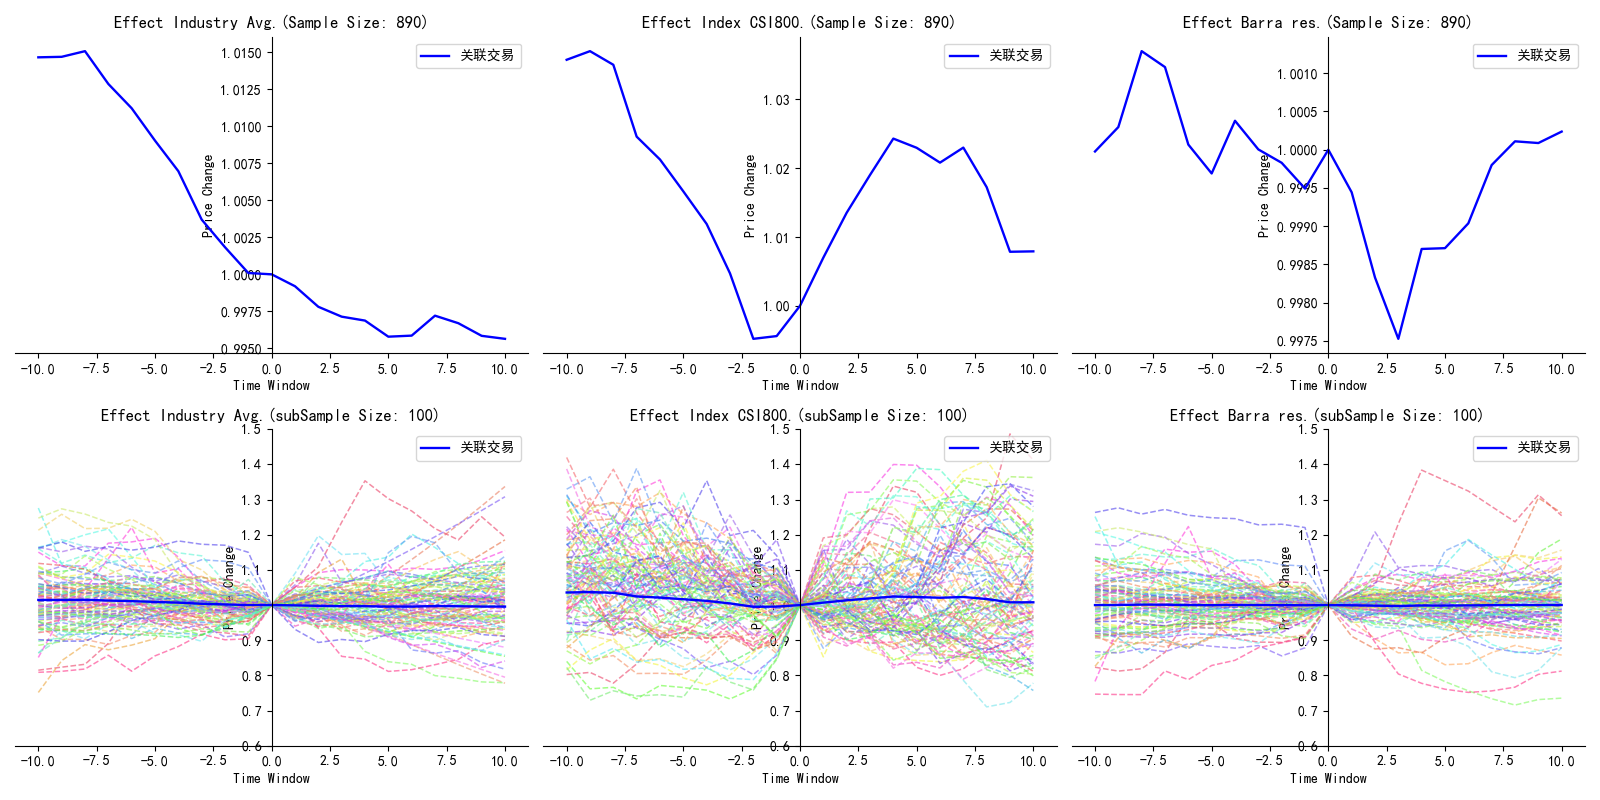 Effect Industry Avg.(Sample Size: 890)
关联交易
Price Change
1.0150
1.0125
1.0100
1.0075
1.0050
1.0025
1.0000
0.9975
0.9950
-10.0 -7.5 -5.0 -2.5 0.0 2.5 5.0 7.5 10.0
Time Window
Effect Index CSI800.(Sample Size: 890)
关联交易
Price Change
1.03
1.02
1.01
1.00
-10.0 -7.5 -5.0 -2.5 0.0 2.5 5.0 7.5 10.0
Time Window
Effect Barra res.(Sample Size: 890)
关联交易
Price Change
1.0010
1.0005
1.0000
0.9995
0.9990
0.9985
0.9980
0.9975
-10.0 -7.5 -5.0 -2.5 0.0 2.5 5.0 7.5 10.0
Time Window
Effect Industry Avg.(subSample Size: 100)
关联交易
Price Change
1.5
1.4
1.3
1.2
1.1
0.9
0.8
0.7
0.6
-10.0 -7.5 -5.0 -2.5 0.0 2.5 5.0 7.5 10.0
Time Window
Effect Index CSI800.(subSample Size: 100)
关联交易
Price Change
1.5
1.4
1.3
1.2
1.1
0.9
0.8
0.7
0.6
-10.0 -7.5 -5.0 -2.5 0.0 2.5 5.0 7.5 10.0
Time Window
Effect Barra res.(subSample Size: 100)
关联交易
Price Change
1.5
1.4
1.3
1.2
1.1
0.9
0.8
0.7
0.6
-10.0 -7.5 -5.0 -2.5 0.0 2.5 5.0 7.5 10.0
Time Window